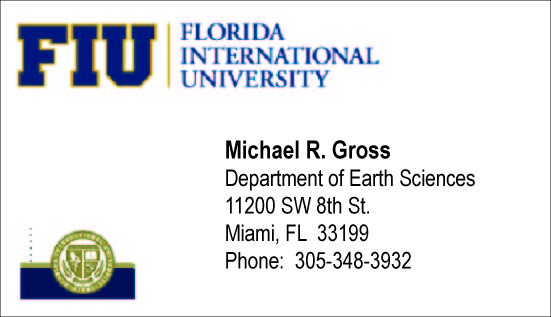 FIU
FLORIDA
INTERNATIONAL
UNIVERSITY
Michael R. Gross
Department of Earth Sciences
11200 SW 8th St.
Miami, FL  33199
Phone:  305-348-3932